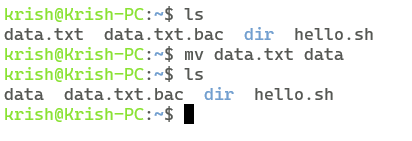 krish@Krish-PC:~$ ls
data.txt  data.txt.bac  dir  hello.sh
krish@Krish-PC:~$ mv data.txt data
krish@Krish-PC:~$ ls
data  data.txt.bac  dir  hello.sh
krish@Krish-PC:~$